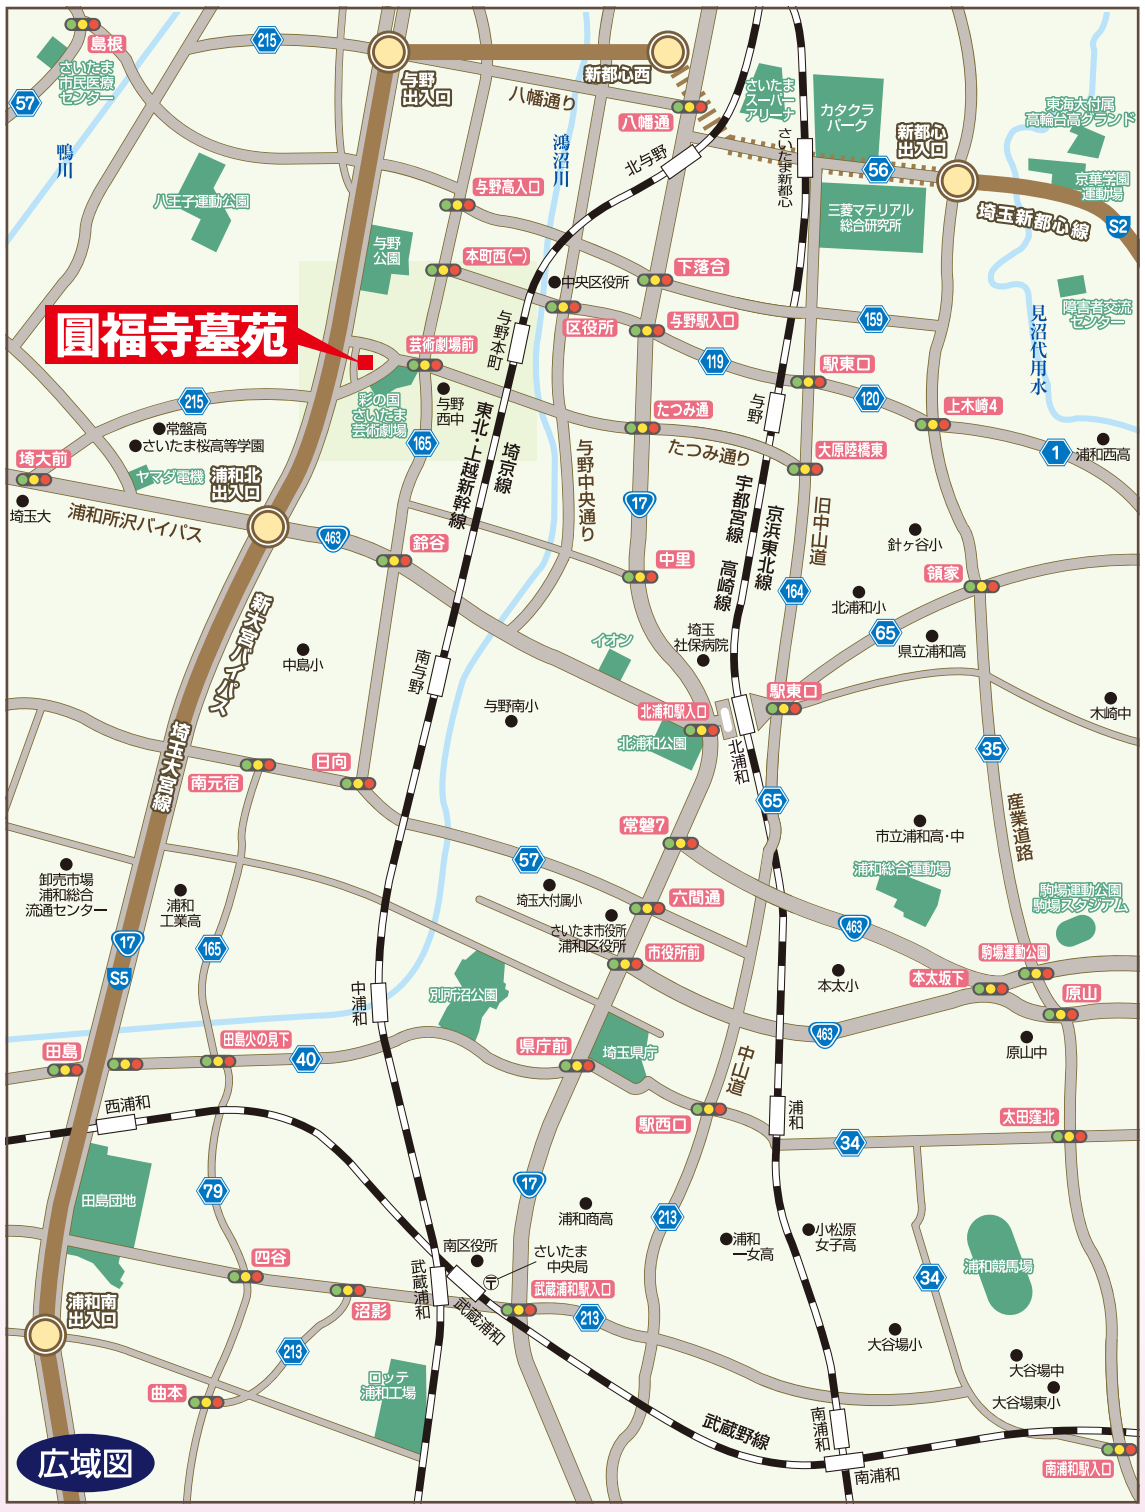 島根
さいたま
市民医療
センター
57
215
与野
出入口
新都心西
八幡通り
八幡通
さいたま
スーパー
アリーナ
カタクラ
パーク
新都心
出入口
東海大付属
高輪台高グランド
京華学園
運動場
鴨川
鴻沼川
北与野
さいたま新都心
56
三菱マテリアル
総合研究所
埼玉新都心線
S2
八王子運動公園
与野高入口
与野
公園
本町西(一)
中央区役所
下落合
障害者交流
センター
見沼代用水
圓福寺墓苑
与野本町
区役所
与野駅入口
159
芸術劇場前
119
駅東口
120
215
彩の国
さいたま
芸術劇場
与野
西中
与野
たつみ通
上木崎4
常盤高
さいたま桜高等学園
165
東北・上越新幹線
埼京線
与野中央通り
たつみ通り
大原陸橋東
1
浦和西高
埼大前
ヤマダ電機
浦和北
出入口
埼玉大
浦和所沢バイパス
463
鈴谷
17
宇都宮線
高崎線
京浜東北線
旧中山道
針ヶ谷小
中里
領家
164
北浦和小
新大宮バイパス
中島小
イオン
埼玉
社保病院
65
県立浦和高
南与野
与野南小
北浦和駅入口
駅東口
木崎中
北浦和公園
北浦和
35
埼玉大宮線
南元宿
日向
65
産業道路
常磐7
市立浦和高・中
57
浦和総合運動場
卸売市場
浦和総合
流通センター
浦和
工業高
埼玉大付属小
六間通
さいたま市役所
浦和区役所
463
駒場運動公園
駒場スタジアム
17
165
市役所前
駒場運動公園
S5
中浦和
別所沼公園
本太小
本太坂下
原山
田島
田島火の見下
40
県庁前
埼玉県庁
463
原山中
中山道
西浦和
駅西口
浦和
太田窪北
34
田島団地
79
17
浦和商高
213
浦和
一女高
小松原
女子高
四谷
南区役所
さいたま
中央局
34
浦和競馬場
武蔵浦和
武蔵浦和
武蔵浦和駅入口
浦和南
出入口
沼影
213
大谷場小
213
大谷場中
曲本
ロッテ
浦和工場
大谷場東小
武蔵野線
南浦和
南浦和
南浦和駅入口
広域図